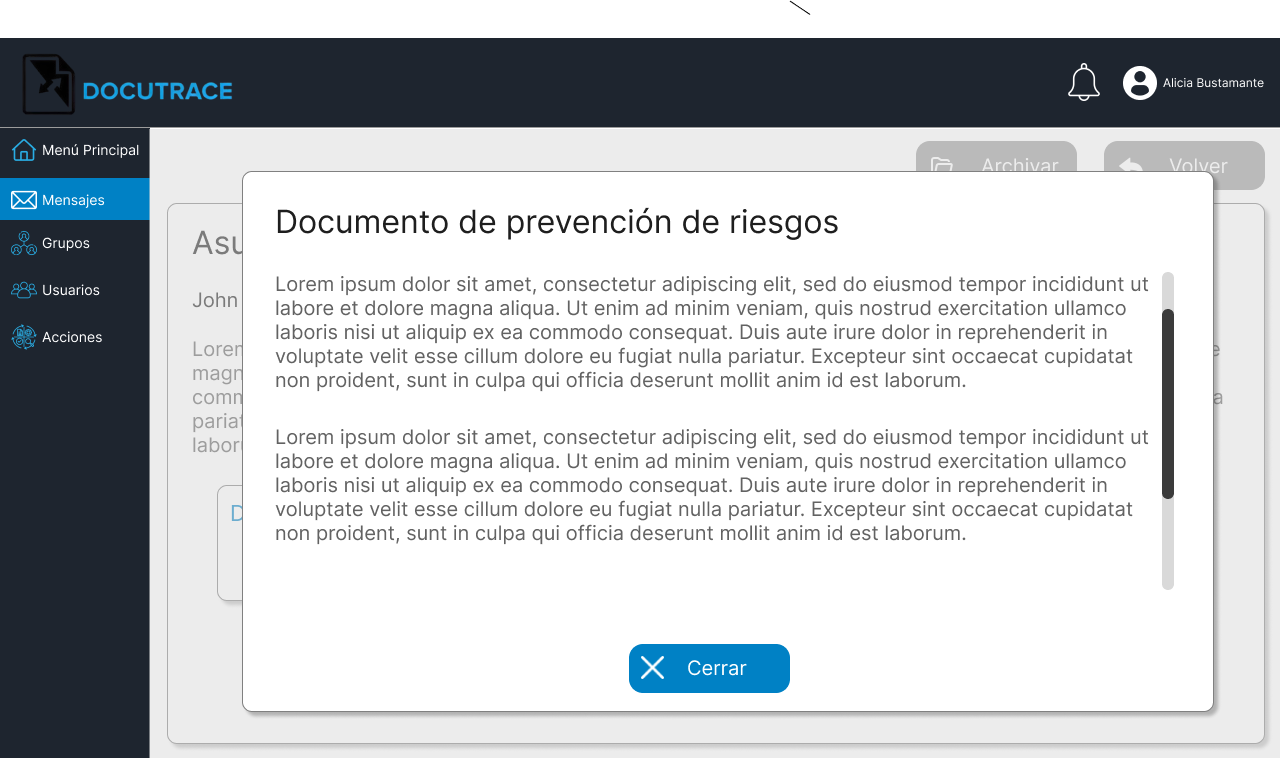 DOCUTRACE
Alicia Bustamante
Menú Principal
Mensajes
Grupos
Usuarios
Acciones
Archivar
Volver
Asu
John
Lorem
magn
comm
pariat
labor
e
a
D
Documento de prevención de riesgos
Lorem ipsum dolor sit amet, consectetur adipiscing elit, sed do eiusmod tempor incididunt ut
labore et dolore magna aliqua. Ut enim ad minim veniam, quis nostrud exercitation ullamco
laboris nisi ut aliquip ex ea commodo consequat. Duis aute irure dolor in reprehenderit in
voluptate velit esse cillum dolore eu fugiat nulla pariatur. Excepteur sint occaecat cupidatat
non proident, sunt in culpa qui officia deserunt mollit anim id est laborum.
Lorem ipsum dolor sit amet, consectetur adipiscing elit, sed do eiusmod tempor incididunt ut
labore et dolore magna aliqua. Ut enim ad minim veniam, quis nostrud exercitation ullamco
laboris nisi ut aliquip ex ea commodo consequat. Duis aute irure dolor in reprehenderit in
voluptate velit esse cillum dolore eu fugiat nulla pariatur. Excepteur sint occaecat cupidatat
non proident, sunt in culpa qui officia deserunt mollit anim id est laborum.
Cerrar